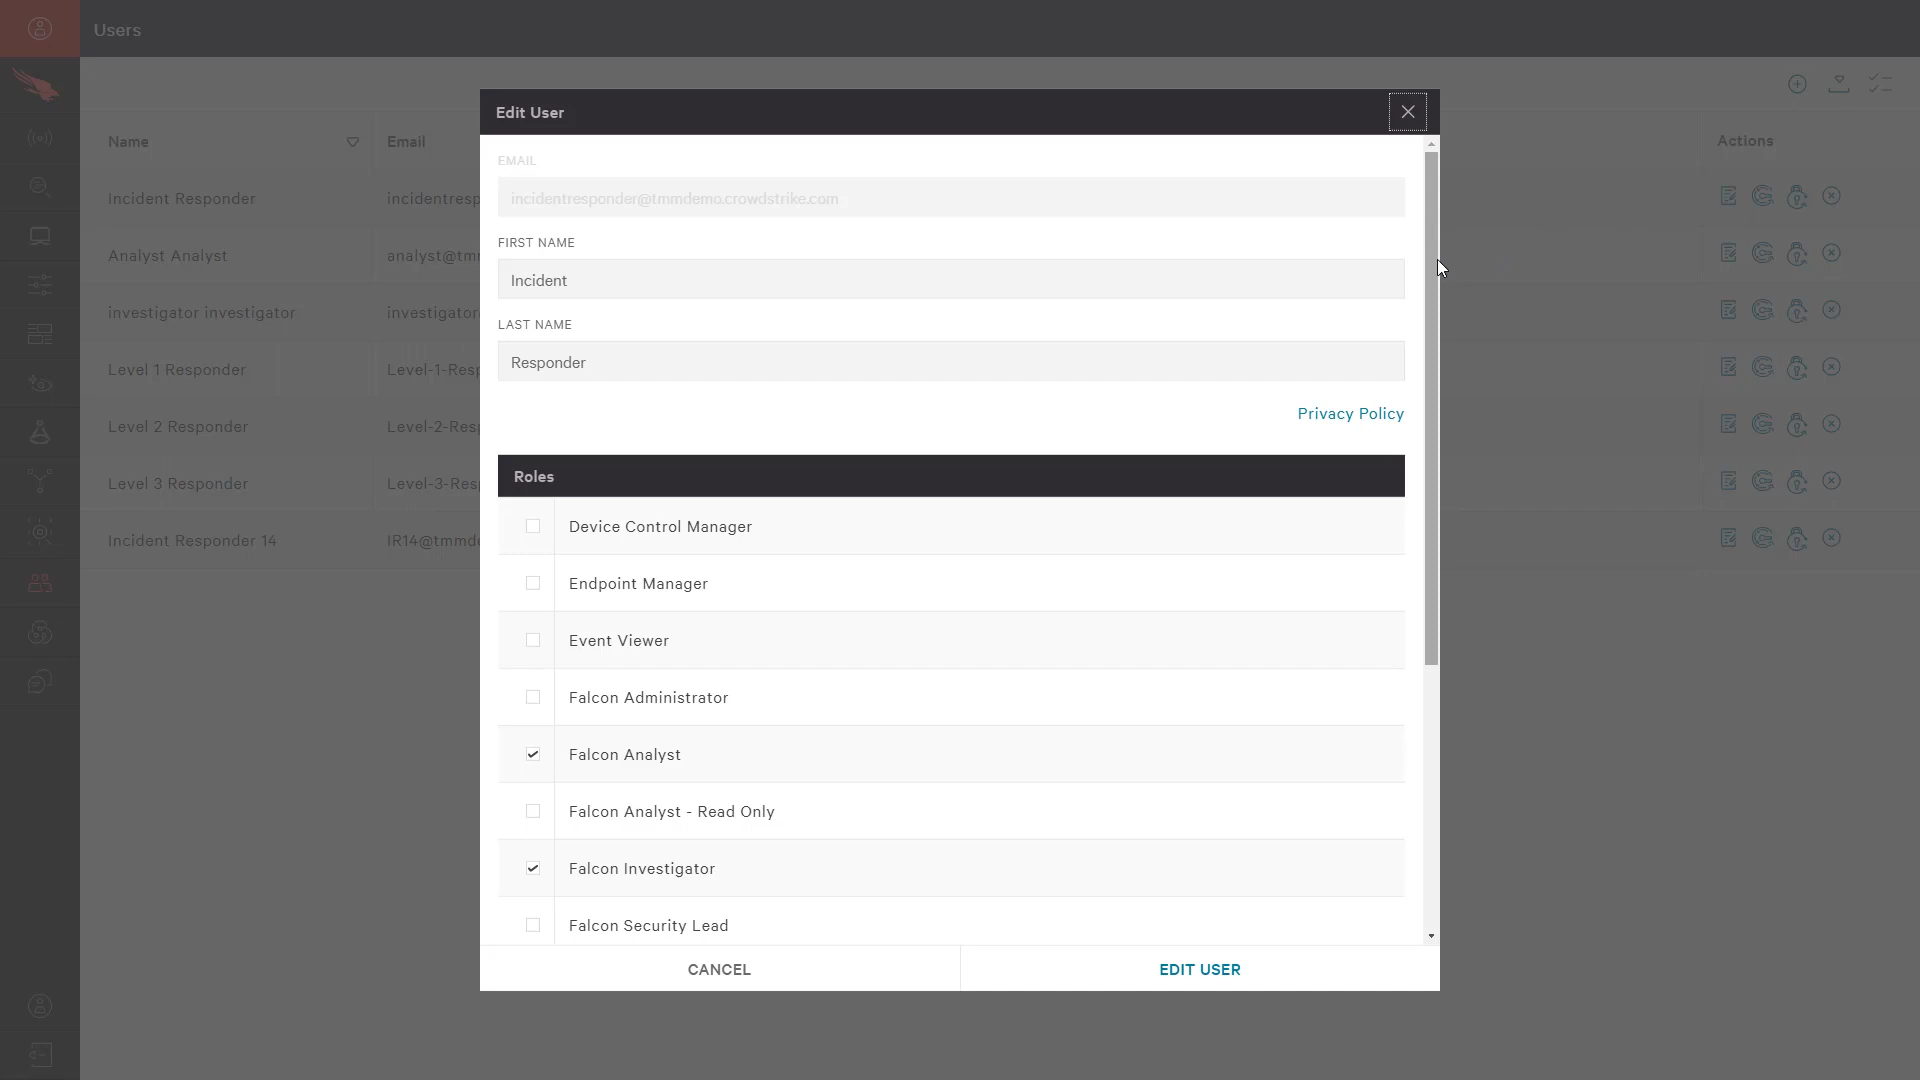 Users
Edit User
Name
Email
Actions
EMAIL
incidentresponder@tmmdemo.crowdstrike.com
Incident Responder
incidentresp
FIRST NAME
Incident
Analyst Analyst
analyst@tmm
investigator investigator
investigator
LAST NAME
Responder
Level 1 Responder
Level-1-Resp
Privacy Policy
Level 2 Responder
Level-2-Resp
Roles
Level 3 Responder
Level-3-Resp
Device Control Manager
Incident Responder 14
IR14@tmmde
Endpoint Manager
Event Viewer
Falcon Administrator
Falcon Analyst
Falcon Analyst - Read Only
Falcon Investigator
Falcon Security Lead
CANCEL
EDIT USER